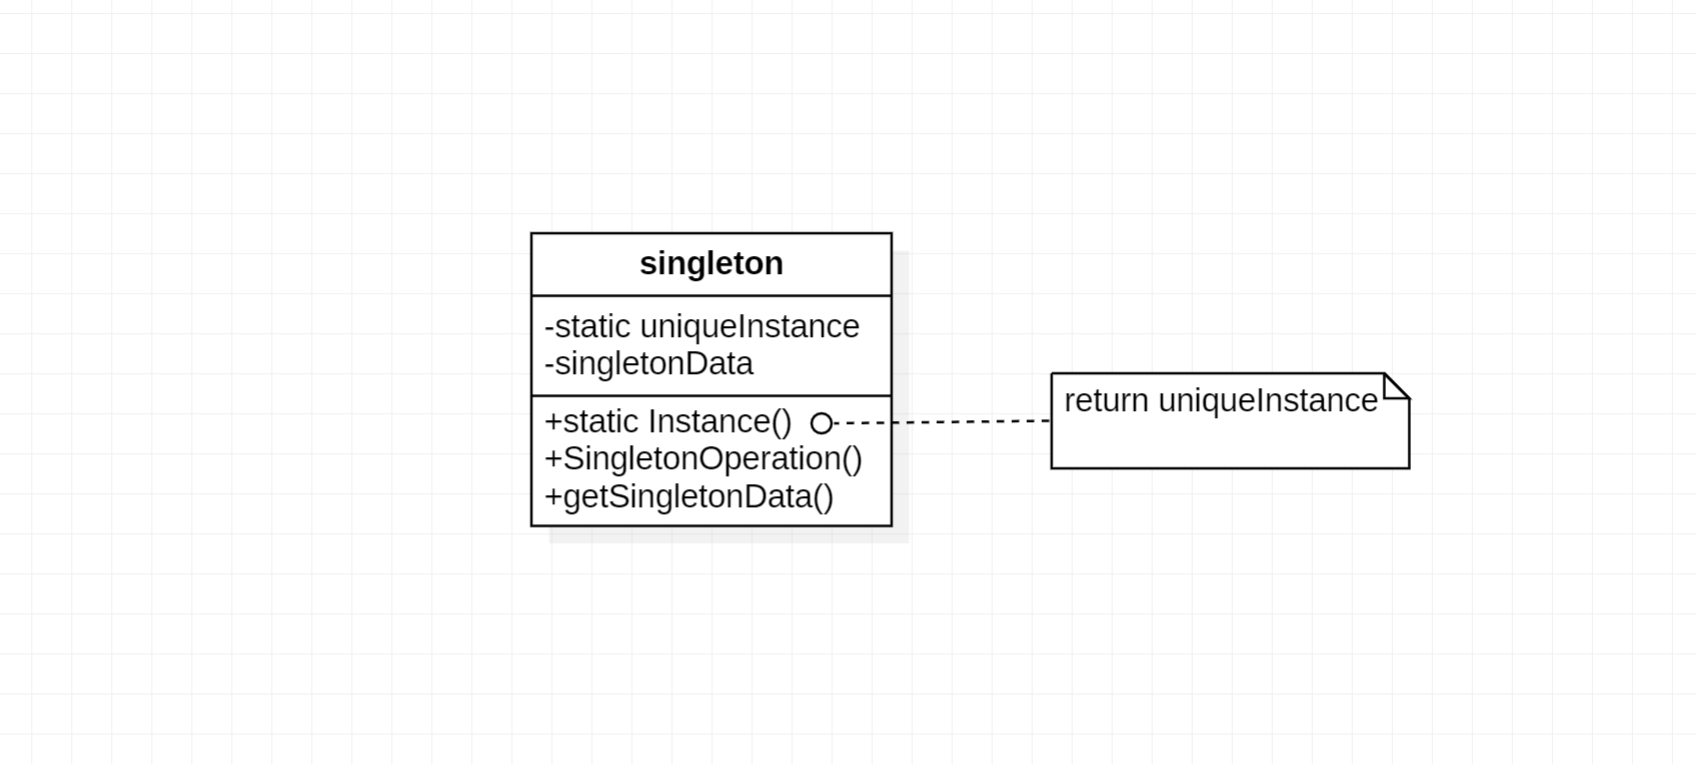 singleton
-static uniqueInstance
-singletonData
+static Instance()
+SingletonOperation()
+getSingletonData()
return uniqueInstance